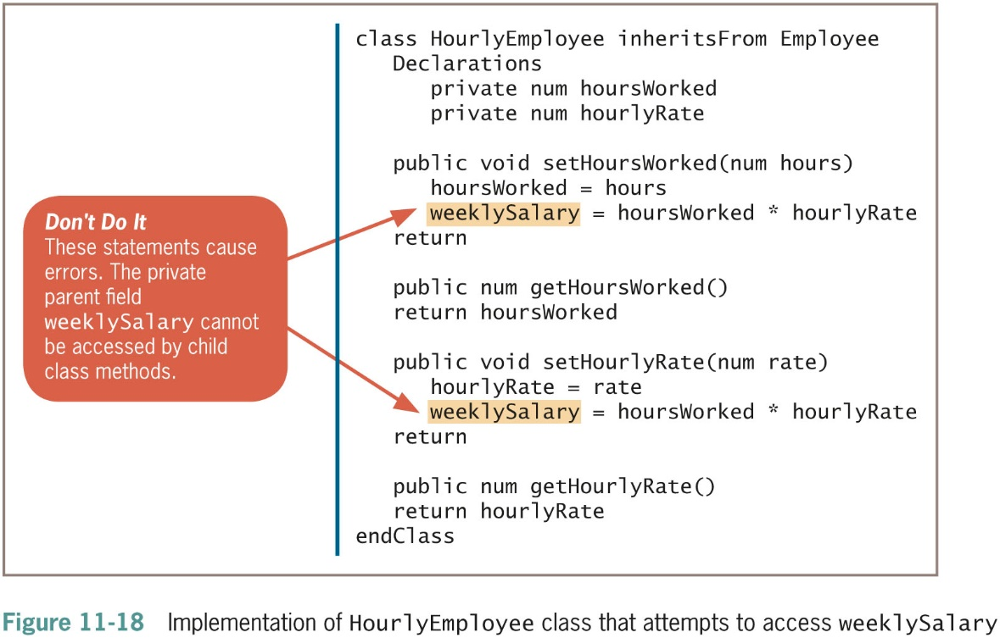 class HourlyEmployee inheritsFrom Employee
Declarations
private num hoursWorked
private num hourlyRate
public void setHoursWorked(num hours)
hoursWorked = hours
weeklySalary = hoursWorked * hourlyRate
return
public num getHoursWorked()
return hoursWorked
public void setHourlyRate(num rate)
hourlyRate = rate
weeklySalary = hoursWorked * hourlyRate
return
public num getHourlyRate()
return hourlyRate
endClass
Don't Do It
These statements cause
errors. The private
parent field
weeklySalary cannot
be accessed by child
class methods.
Figure 11-18 Implementation of HourlyEmployee class that attempts to access weeklySalary